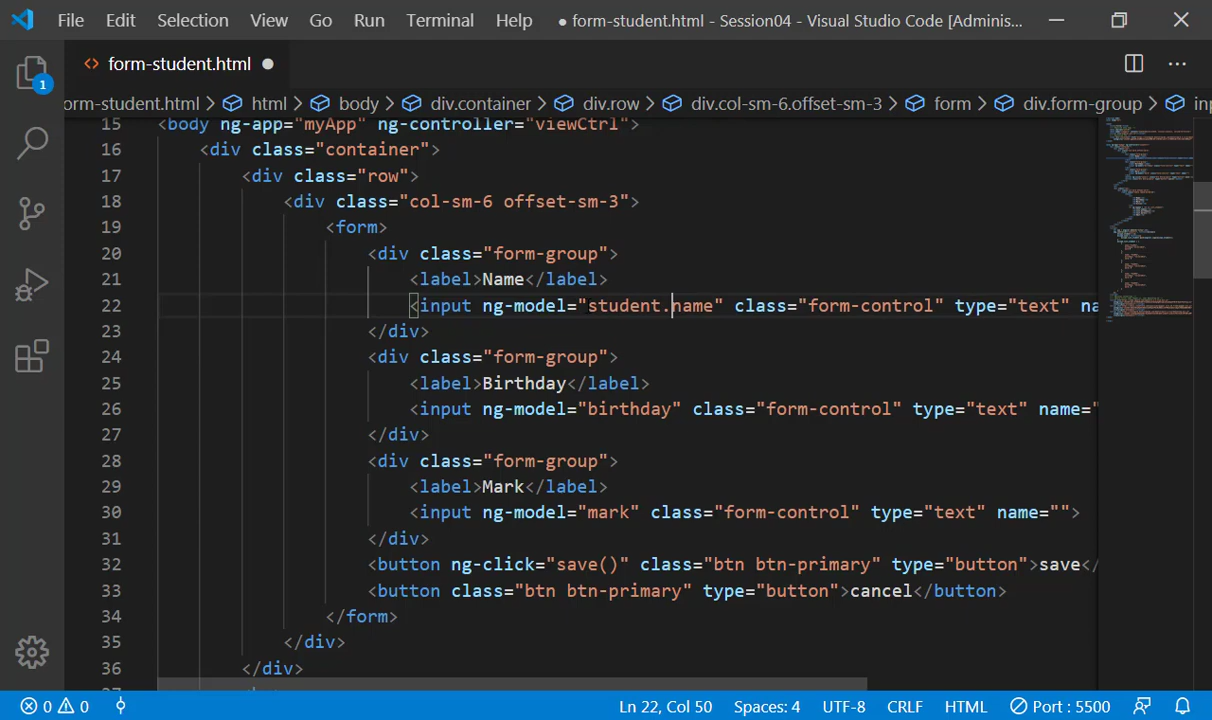 File Edit Selection View Go Run Terminal Help ● form-student.html - Session04 - Visual Studio Code [Adminis...
<> form-student.html ●
1
orm-student.html > html > body > div.container > div.row > div.col-sm-6.offset-sm-3 > form > div.form-group > inp
15 <body ng-app="myApp" ng-controller="viewCtrl">
16 <div class="container">
17 <div class="row">
18 <div class="col-sm-6 offset-sm-3">
19 <form>
20 <div class="form-group">
21 <label>Name</label>
22 <input ng-model="student.name" class="form-control" type="text" na
23 </div>
24 <div class="form-group">
25 <label>Birthday</label>
26 <input ng-model="birthday" class="form-control" type="text" name="
27 </div>
28 <div class="form-group">
29 <label>Mark</label>
30 <input ng-model="mark" class="form-control" type="text" name="">
31 </div>
32 <button ng-click="save()" class="btn btn-primary" type="button">save</
33 <button class="btn btn-primary" type="button">cancel</button>
34 </form>
35 </div>
36 </div>
0 0 Ln 22, Col 50 Spaces: 4 UTF-8 CRLF HTML Port : 5500